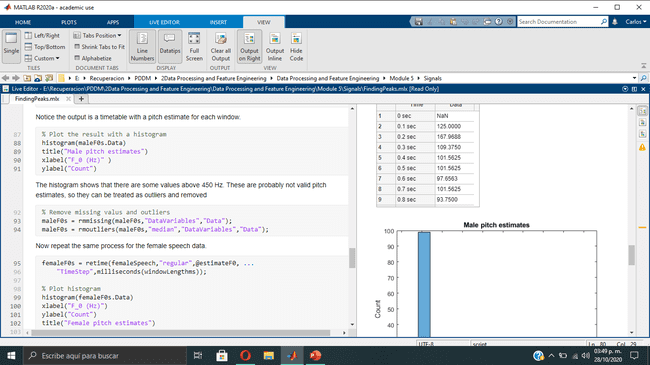 MATLAB R2020a - academic use
HOME PLOTS APPS LIVE EDITOR INSERT VIEW
Search Documentation
Carlos
Single
Left/Right
Top/Bottom
Custom
Tabs Position
Shrink Tabs to Fit
Alphabetize
Line Numbers
Datatips
Full Screen
Clear all Output
Output on Right
Output Inline
Hide Code
TILES DOCUMENT TABS DISPLAY OUTPUT VIEW
E: Recuperacion PDDM 2Data Processing and Feature Engineering Data Processing and Feature Engineering Module 5 Signals
Live Editor - E:\Recuperacion\PDDM\2Data Processing and Feature Engineering\Data Processing and Feature Engineering\Module 5\Signals\FindingPeaks.mlx [Read Only]
FindingPeaks.mlx
Notice the output is a timetable with a pitch estimate for each window.
87 % Plot the result with a histogram
88 histogram(maleF0s.Data)
89 title("Male pitch estimates")
90 xlabel("F_0 (Hz)" )
91 ylabel("Count")
The histogram shows that there are some values above 450 Hz. These are probably not valid pitch
estimates, so they can be treated as outliers and removed
92 % Remove missing valus and outliers
93 maleF0s = rmmissing(maleF0s,"DataVariables","Data");
94 maleF0s = rmoutliers(maleF0s,"median","DataVariables","Data");
Now repeat the same process for the female speech data.
95 femaleF0s = retime(femaleSpeech,"regular",@estimateF0, ...
96 "TimeStep",milliseconds(windowLengthms));
97
98 % Plot histogram
99 histogram(femaleF0s.Data)
100 xlabel("F_0 (Hz)")
101 ylabel("Count")
102 title("Female pitch estimates")
103
Time Data
1 0 sec NaN
2 0.1 sec 125.0000
3 0.2 sec 167.9688
4 0.3 sec 109.3750
5 0.4 sec 101.5625
6 0.5 sec 101.5625
7 0.6 sec 97.6563
8 0.7 sec 101.5625
9 0.8 sec 93.7500
Male pitch estimates
100
90
80
70
60
50
40
Count
UTF-8 script Ln 80 Col 29
Escribe aquí para buscar
03:49 p. m.
28/10/2020